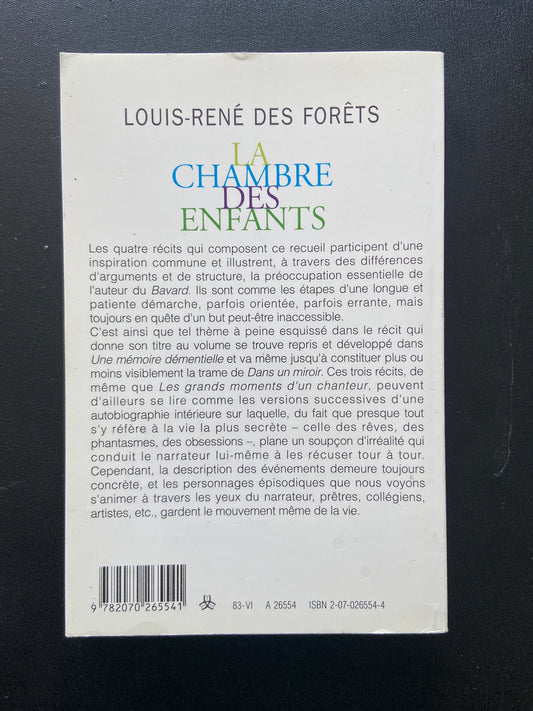 LOUIS-RENÉ DES FORÊTS
LA
CHAMBRE
DES
ENFANTS
Les quatre récits qui composent ce recueil participent d'une
inspiration commune et illustrent, à travers des différences
d'arguments et de structure, la préoccupation essentielle de
l'auteur du Bavard. Ils sont comme les étapes d'une longue et
patiente démarche, parfois orientée, parfois errante, mais
toujours en quête d'un but peut-être inaccessible.
C'est ainsi que tel thème à peine esquissé dans le récit qui
donne son titre au volume se trouve repris et développé dans
Une mémoire démentielle et va même jusqu'à constituer plus ou
moins visiblement la trame de Dans un miroir. Ces trois récits, de
même que Les grands moments d'un chanteur, peuvent
d'ailleurs se lire comme les versions successives d'une
autobiographie intérieure sur laquelle, du fait que presque tout
s'y réfère à la vie la plus secrète – celle des rêves, des
phantasmes, des obsessions –, plane un soupçon d'irréalité qui
conduit le narrateur lui-même à les récuser tour à tour.
Cependant, la description des événements demeure toujours
concrète, et les personnages épisodiques que nous voyons
s'animer à travers les yeux du narrateur, prêtres, collégiens,
artistes, etc., gardent le mouvement même de la vie.
9 782070 265541
83-VI A 26554 ISBN 2-07-026554-4